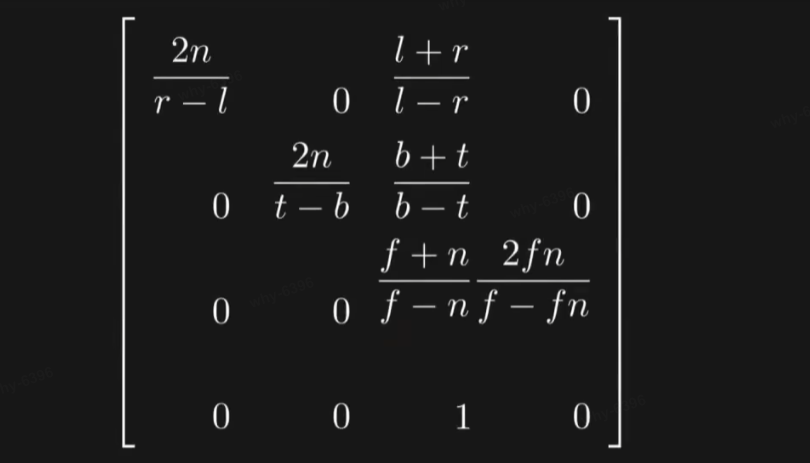 2n/(r − l) 0 (l + r)/(l − r) 0
0 2n/(t − b) (b + t)/(b − t) 0
0 0 (f + n)/(f − n) 2fn/(f − fn)
0 0 1 0